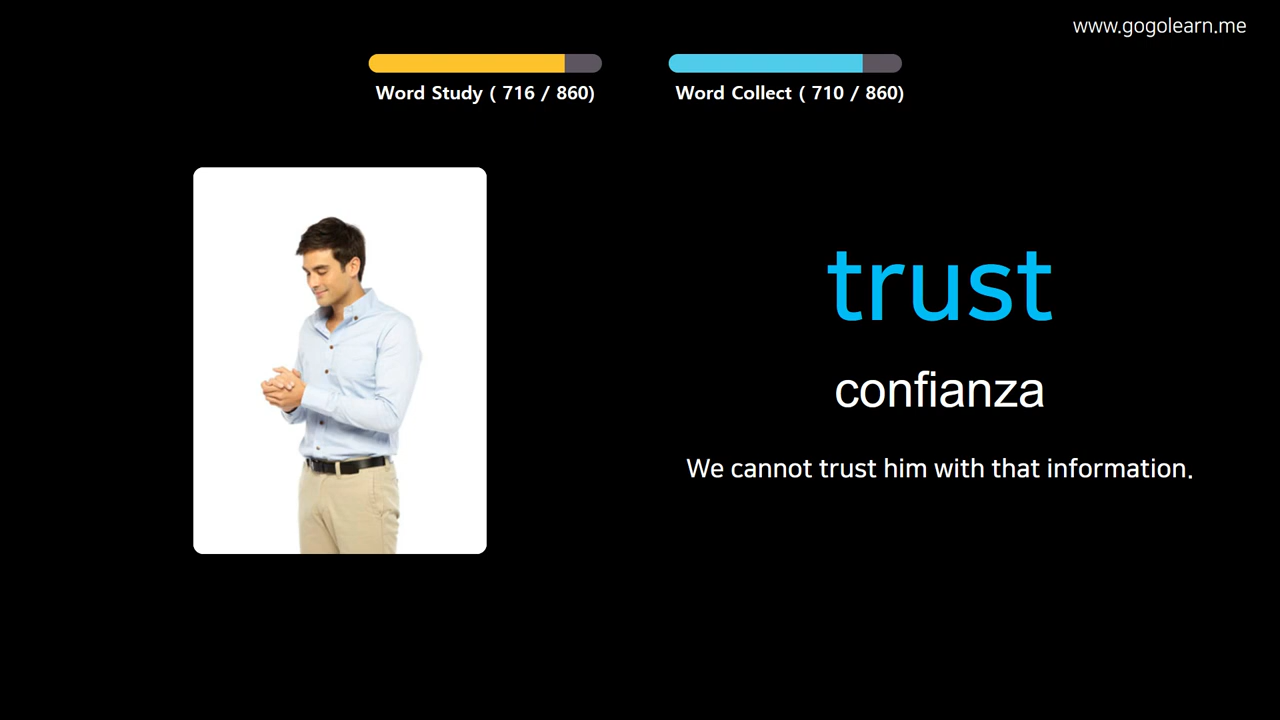 www.gogolearn.me
Word Study ( 716 / 860)
Word Collect ( 710 / 860)
trust
confianza
We cannot trust him with that information.